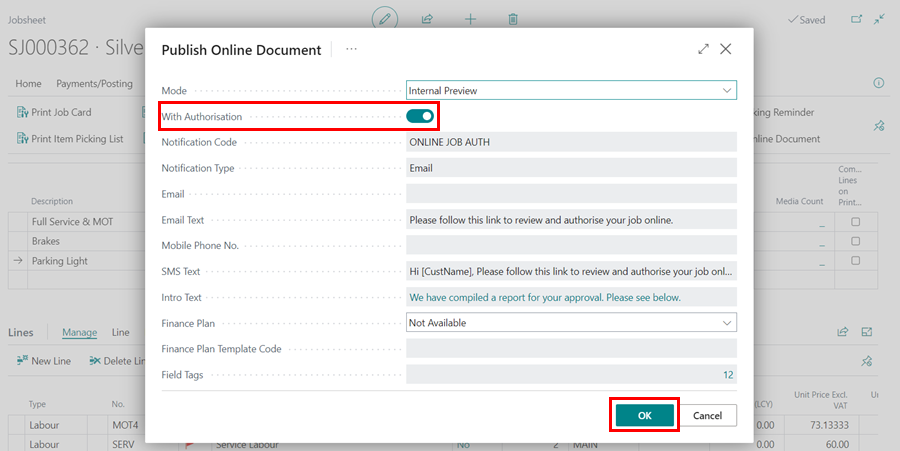 Jobsheet
Saved
SJ000362 · Silve
Publish Online Document
Home Payments/Posting
Mode Internal Preview
Print Job Card
king Reminder
With Authorisation
Print Item Picking List
nline Document
Notification Code ONLINE JOB AUTH
Notification Type Email
Email
Email Text Please follow this link to review and authorise your job online.
Mobile Phone No.
SMS Text Hi [CustName], Please follow this link to review and authorise your job onl...
Intro Text We have compiled a report for your approval. Please see below.
Finance Plan Not Available
Finance Plan Template Code
Field Tags 12
OK Cancel
Description
Media Count
Com...
Lines
on
Print...
Full Service & MOT
Brakes
Parking Light
Lines Manage Line
New Line Delete Lin
Type No. (LCY) Unit Price Excl.
VAT
Labour MOT4 0.00 73.13333
Labour SERV Service Labour No 2 MAIN 0.00 60.00